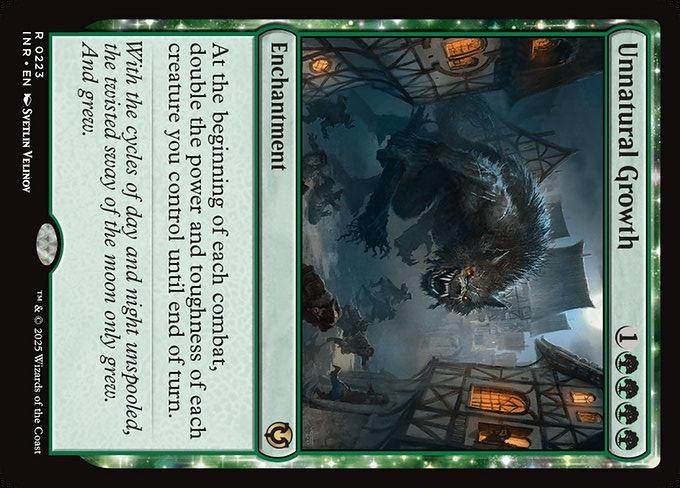 Unnatural Growth
1
Enchantment
At the beginning of each combat,
double the power and toughness of each
creature you control until end of turn.
With the cycles of day and night unspooled,
the twisted sway of the moon only grew.
And grew.
R 0223
INR • EN Svetlin Velinov
™ & © 2025 Wizards of the Coast